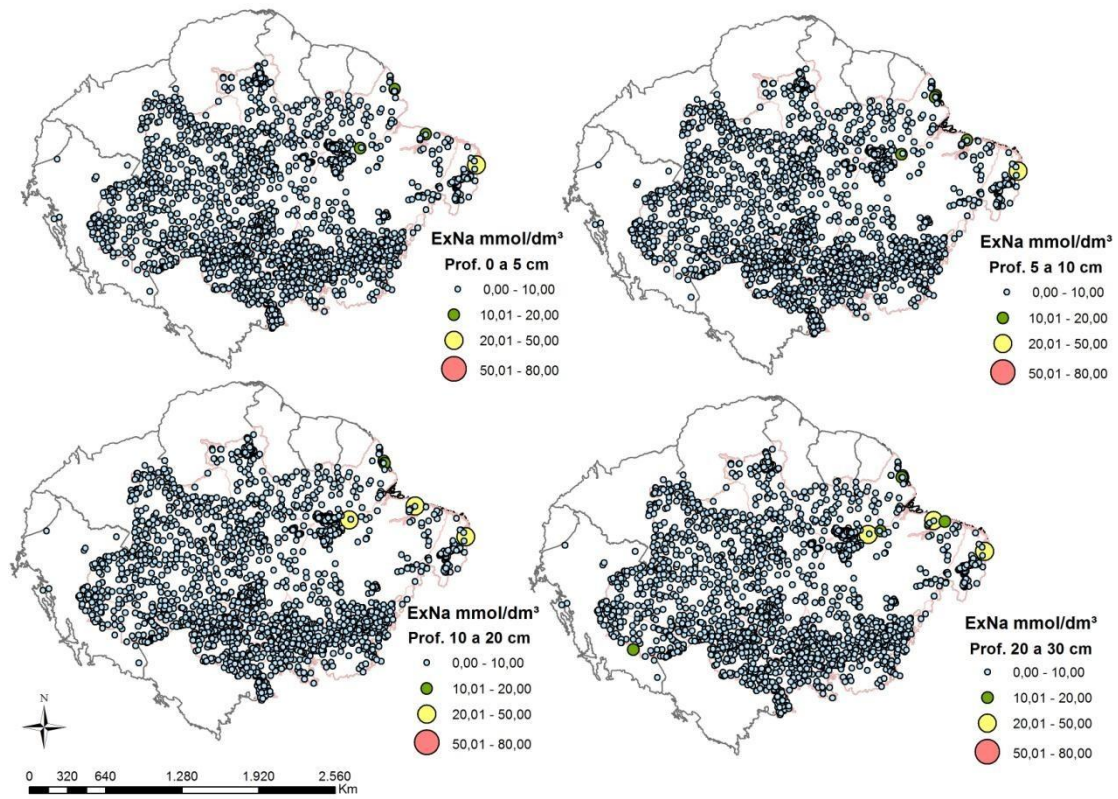 ExNa mmol/dm³
Prof. 0 a 5 cm
0,00 - 10,00
10,01 - 20,00
20,01 - 50,00
50,01 - 80,00
ExNa mmol/dm³
Prof. 5 a 10 cm
0,00 - 10,00
10,01 - 20,00
20,01 - 50,00
50,01 - 80,00
ExNa mmol/dm³
Prof. 10 a 20 cm
0,00 - 10,00
10,01 - 20,00
20,01 - 50,00
50,01 - 80,00
ExNa mmol/dm³
Prof. 20 a 30 cm
0,00 - 10,00
10,01 - 20,00
20,01 - 50,00
50,01 - 80,00
N
0 320 640 1.280 1.920 2.560
Km